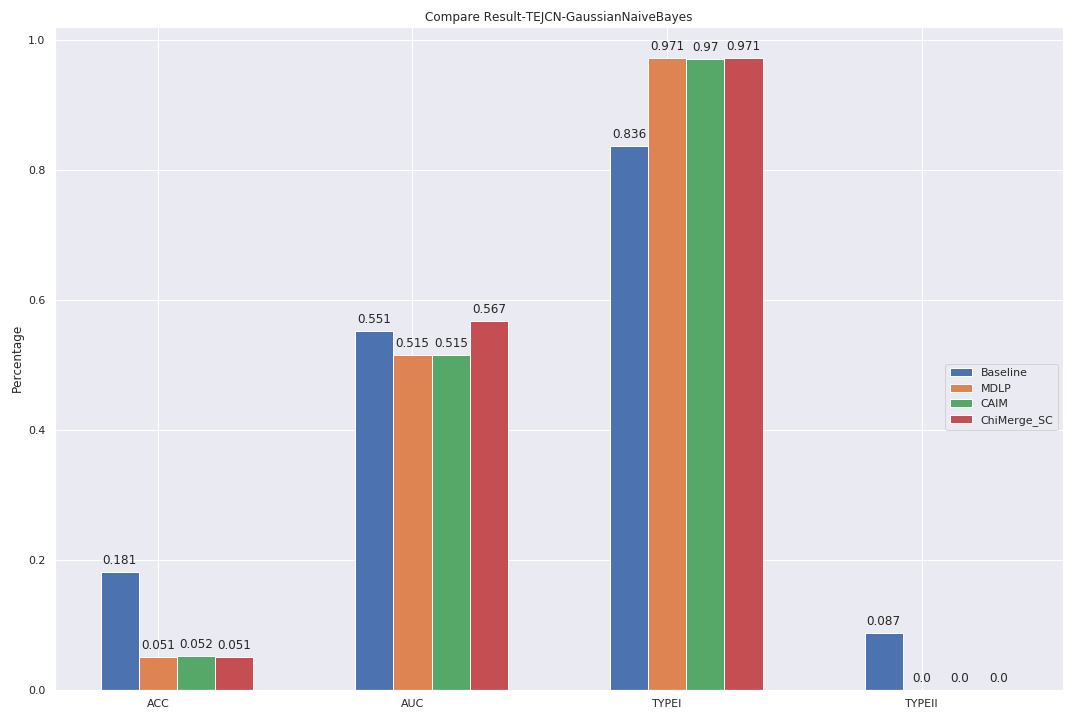 Compare Result-TEJCN-GaussianNaiveBayes
Percentage
1.0
0.8
0.6
0.4
0.2
0.0
0.181
0.051
0.052
0.051
0.551
0.515
0.515
0.567
0.836
0.971
0.97
0.971
0.087
0.0
0.0
0.0
Baseline
MDLP
CAIM
ChiMerge_SC
ACC
AUC
TYPEI
TYPEII